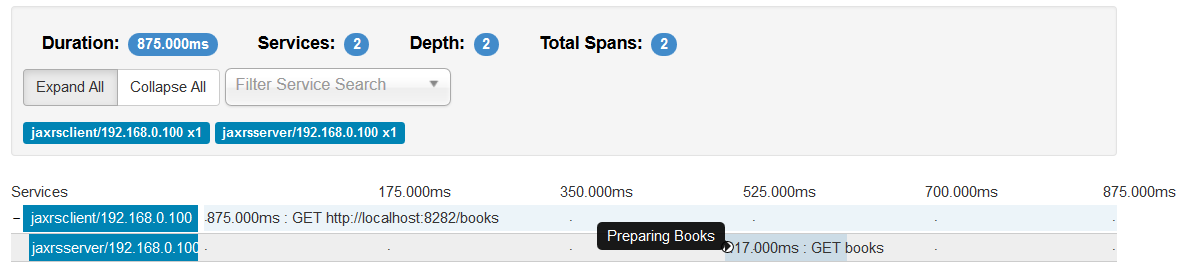 Duration: 875.000ms Services: 2 Depth: 2 Total Spans: 2
Expand All Collapse All Filter Service Search
jaxrsclient/192.168.0.100 x1 jaxrsserver/192.168.0.100 x1
Services 175.000ms 350.000ms 525.000ms 700.000ms 875.000ms
jaxrsclient/192.168.0.100 875.000ms : GET http://localhost:8282/books
Preparing Books
jaxrsserver/192.168.0.100 17.000ms : GET books